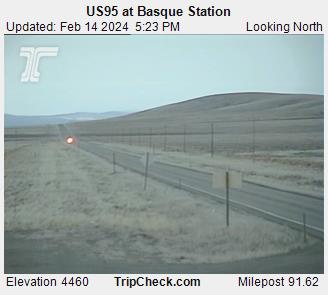 US95 at Basque Station
Updated: Feb 14 2024 5:23 PM Looking North
Elevation 4460 TripCheck.com Milepost 91.62